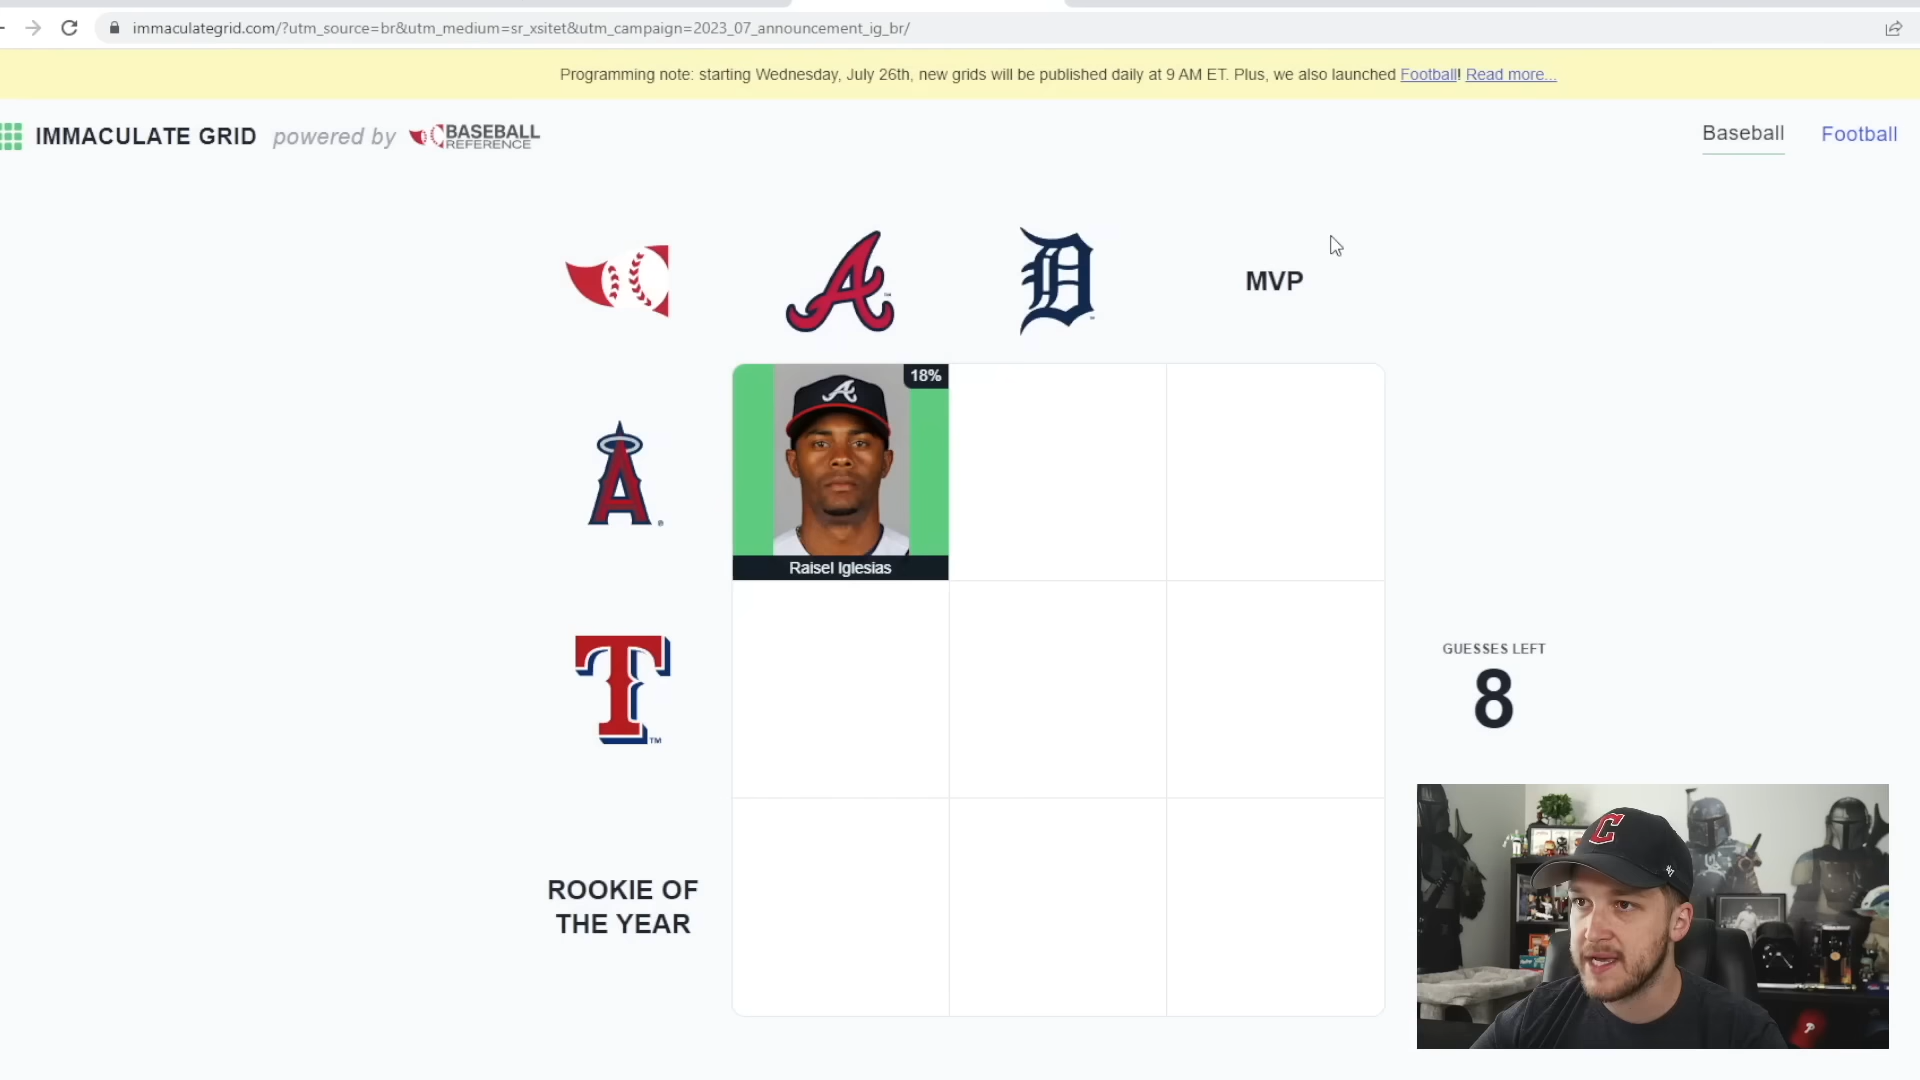 immaculategrid.com/?utm_source=br&utm_medium=sr_xsitet&utm_campaign=2023_07_announcement_ig_br/
Programming note: starting Wednesday, July 26th, new grids will be published daily at 9 AM ET. Plus, we also launched Football! Read more...
IMMACULATE GRID powered by BASEBALL REFERENCE
Baseball Football
MVP
18%
Raisel Iglesias
GUESSES LEFT
8
ROOKIE OF
THE YEAR